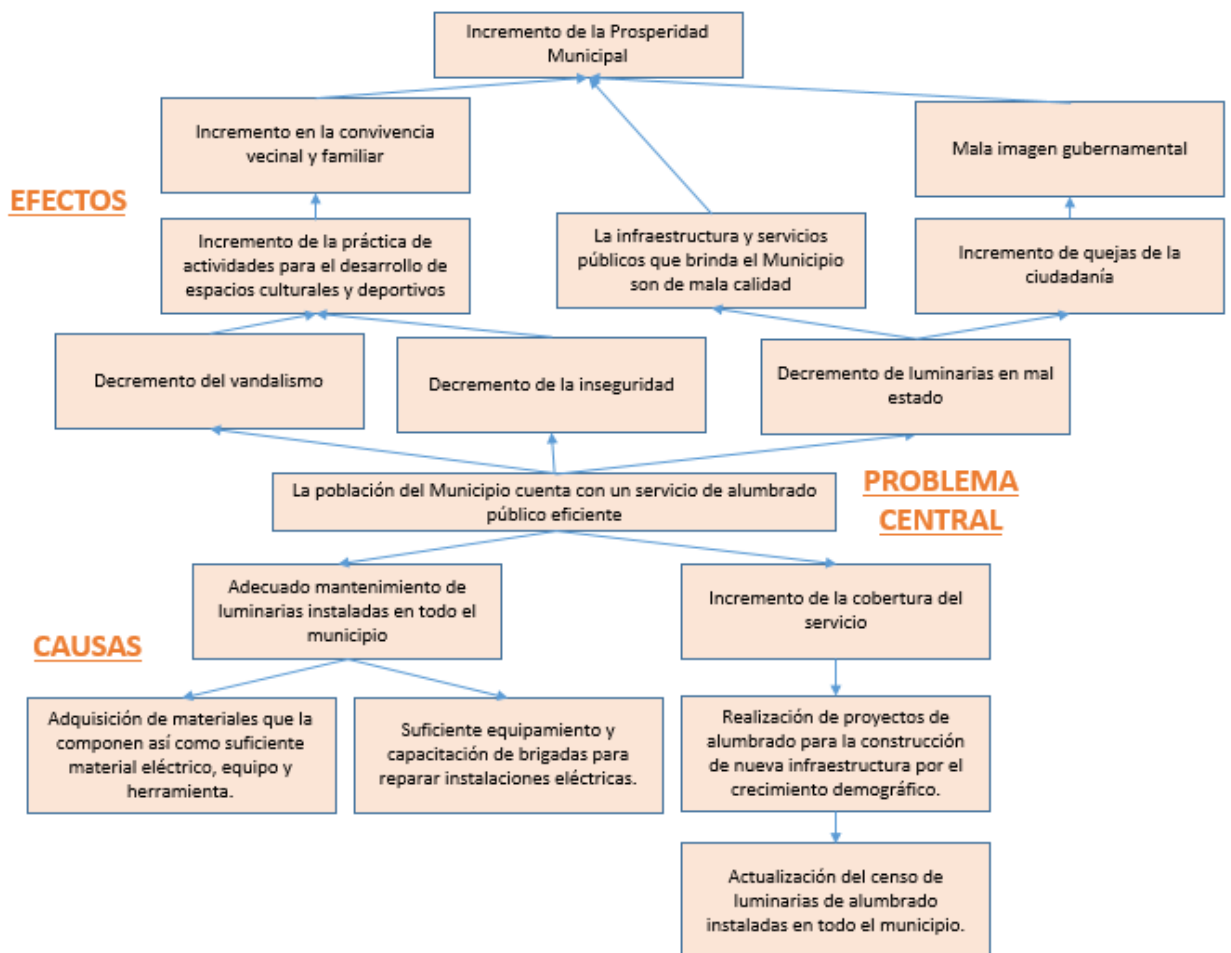 Incremento de la Prosperidad
Municipal
Incremento en la convivencia
vecinal y familiar
Mala imagen gubernamental
EFECTOS
Incremento de la práctica de
actividades para el desarrollo de
espacios culturales y deportivos
La infraestructura y servicios
públicos que brinda el Municipio
son de mala calidad
Incremento de quejas de la
ciudadanía
Decremento del vandalismo
Decremento de la inseguridad
Decremento de luminarias en mal
estado
La población del Municipio cuenta con un servicio de alumbrado
público eficiente
PROBLEMA
CENTRAL
Adecuado mantenimiento de
luminarias instaladas en todo el
municipio
Incremento de la cobertura del
servicio
CAUSAS
Adquisición de materiales que la
componen así como suficiente
material eléctrico, equipo y
herramienta.
Suficiente equipamiento y
capacitación de brigadas para
reparar instalaciones eléctricas.
Realización de proyectos de
alumbrado para la construcción
de nueva infraestructura por el
crecimiento demográfico.
Actualización del censo de
luminarias de alumbrado
instaladas en todo el municipio.